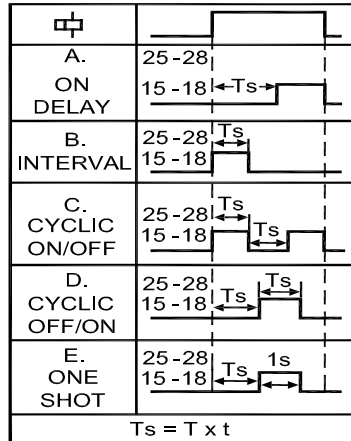 A.
ON
DELAY
25-28
15-18
Ts
B.
INTERVAL
25-28
15-18
Ts
C.
CYCLIC
ON/OFF
25-28
15-18
Ts
Ts
D.
CYCLIC
OFF/ON
25-28
15-18
Ts
Ts
E.
ONE
SHOT
25-28
15-18
Ts
1s
Ts = T x t